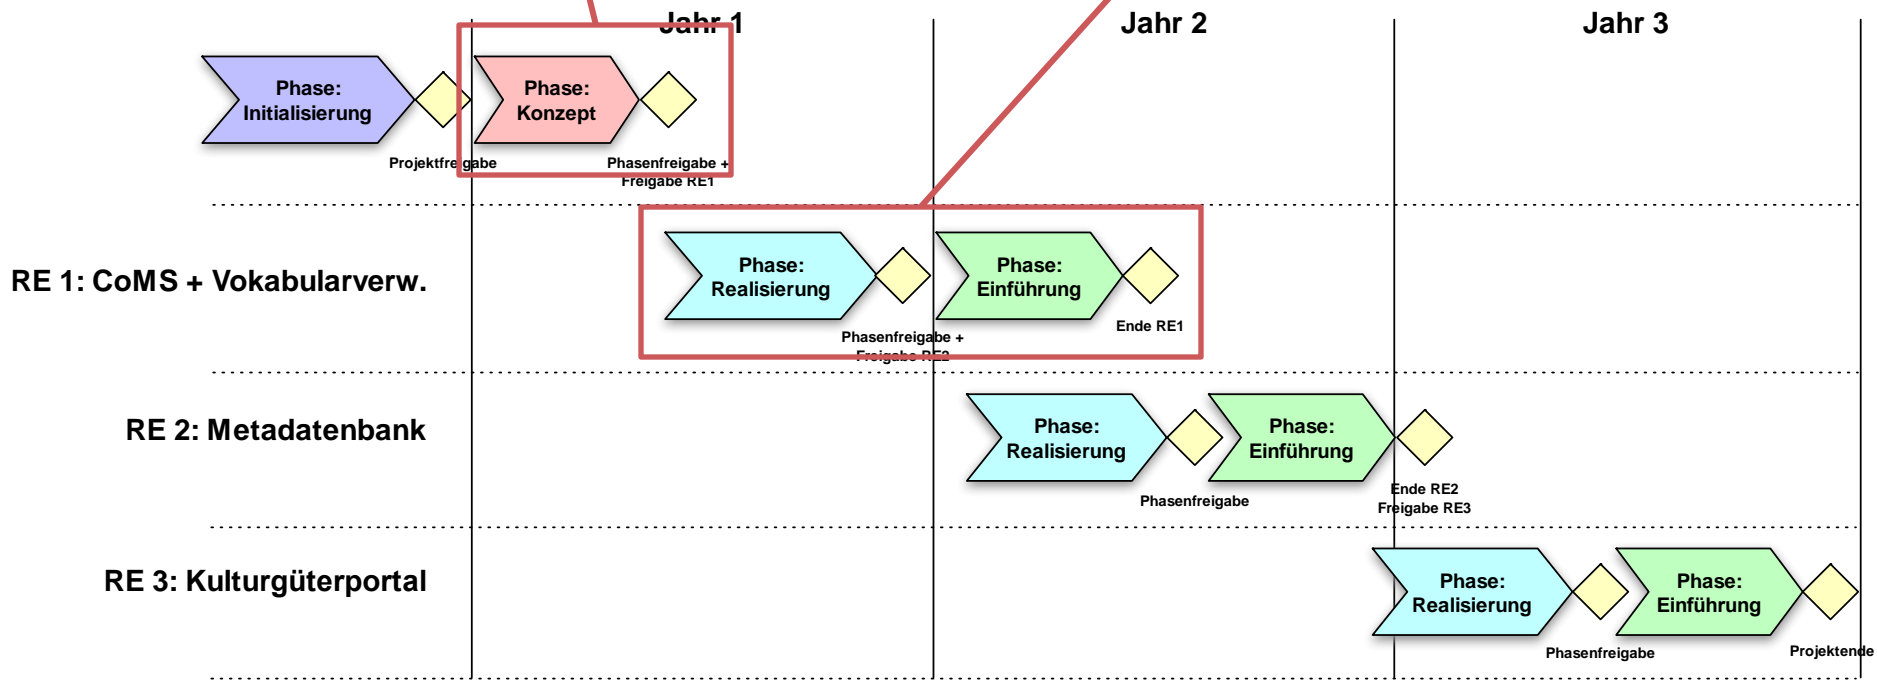 Jahr 1
Jahr 2
Jahr 3
Phase:
Initialisierung
Phase:
Konzept
Projektfreigabe
Phasenfreigabe +
Freigabe RE1
RE 1: CoMS + Vokabularverw.
Phase:
Realisierung
Phase:
Einführung
Phasenfreigabe +
Freigabe RE2
Ende RE1
RE 2: Metadatenbank
Phase:
Realisierung
Phase:
Einführung
Phasenfreigabe
Ende RE2
Freigabe RE3
RE 3: Kulturgüterportal
Phase:
Realisierung
Phase:
Einführung
Phasenfreigabe
Projektende